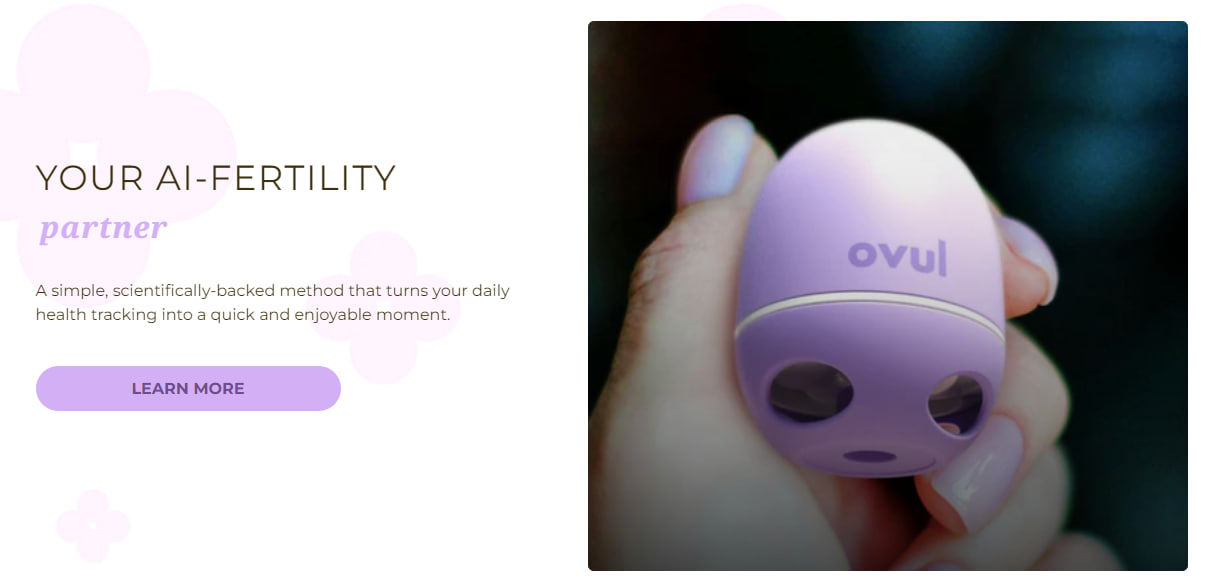 YOUR AI-FERTILITY
partner
A simple, scientifically-backed method that turns your daily
health tracking into a quick and enjoyable moment.
LEARN MORE
ovul